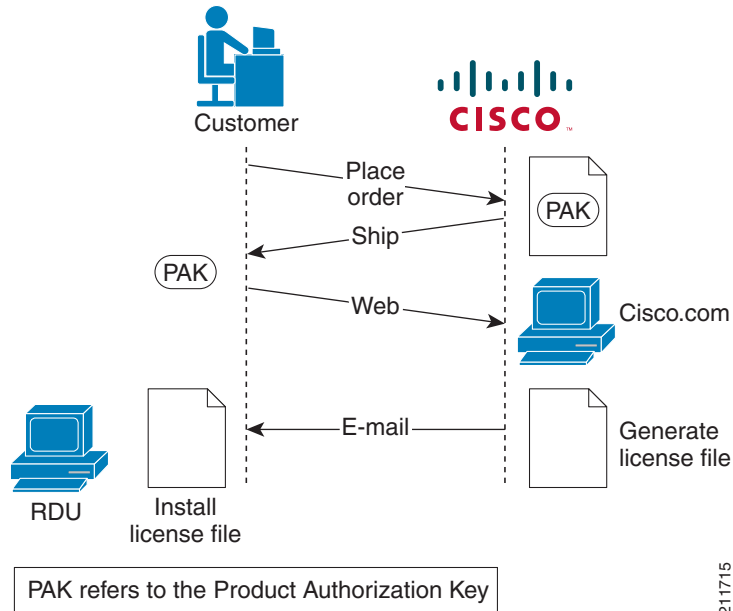 Customer
CISCO™
Place
order
PAK
Ship
PAK
Web
Cisco.com
E-mail
Generate
license file
RDU
Install
license file
PAK refers to the Product Authorization Key
211715